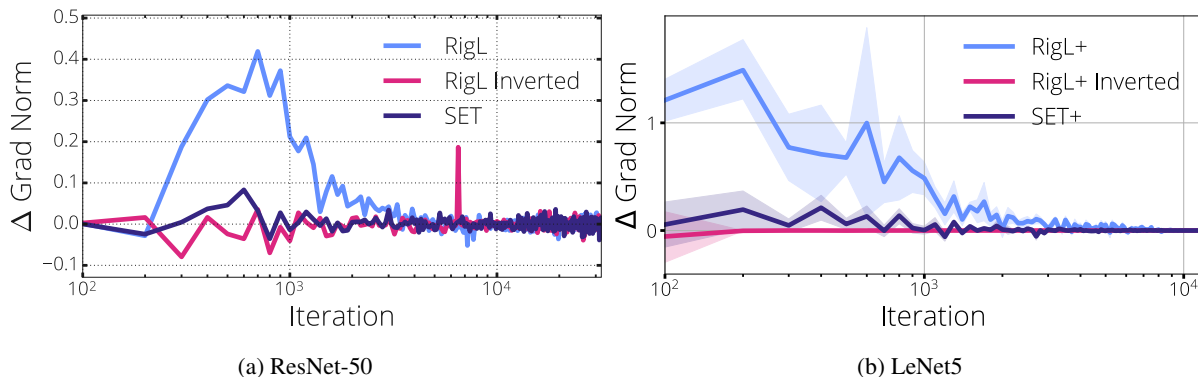 0.5
0.4
0.3
0.2
0.1
0.0
−0.1
Δ Grad Norm
RigL
RigL Inverted
SET
10²
10³
10⁴
Iteration
(a) ResNet-50
1
0
Δ Grad Norm
RigL+
RigL+ Inverted
SET+
10²
10³
10⁴
Iteration
(b) LeNet5